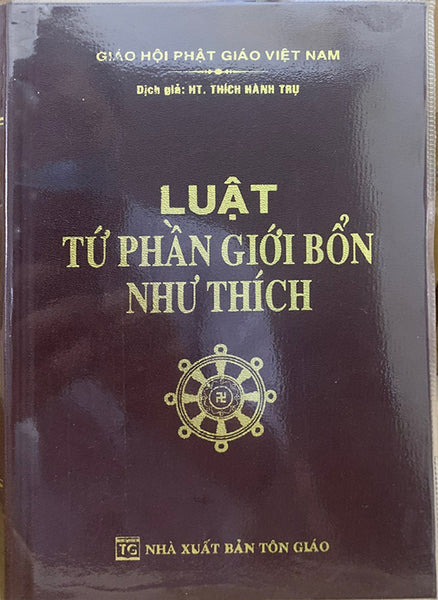 GIÁO HỘI PHẬT GIÁO VIỆT NAM
Dịch giả: HT. THÍCH HÀNH TRỤ
LUẬT
TỨ PHẦN GIỚI BỔN
NHƯ THÍCH
卍
TG NHÀ XUẤT BẢN TÔN GIÁO